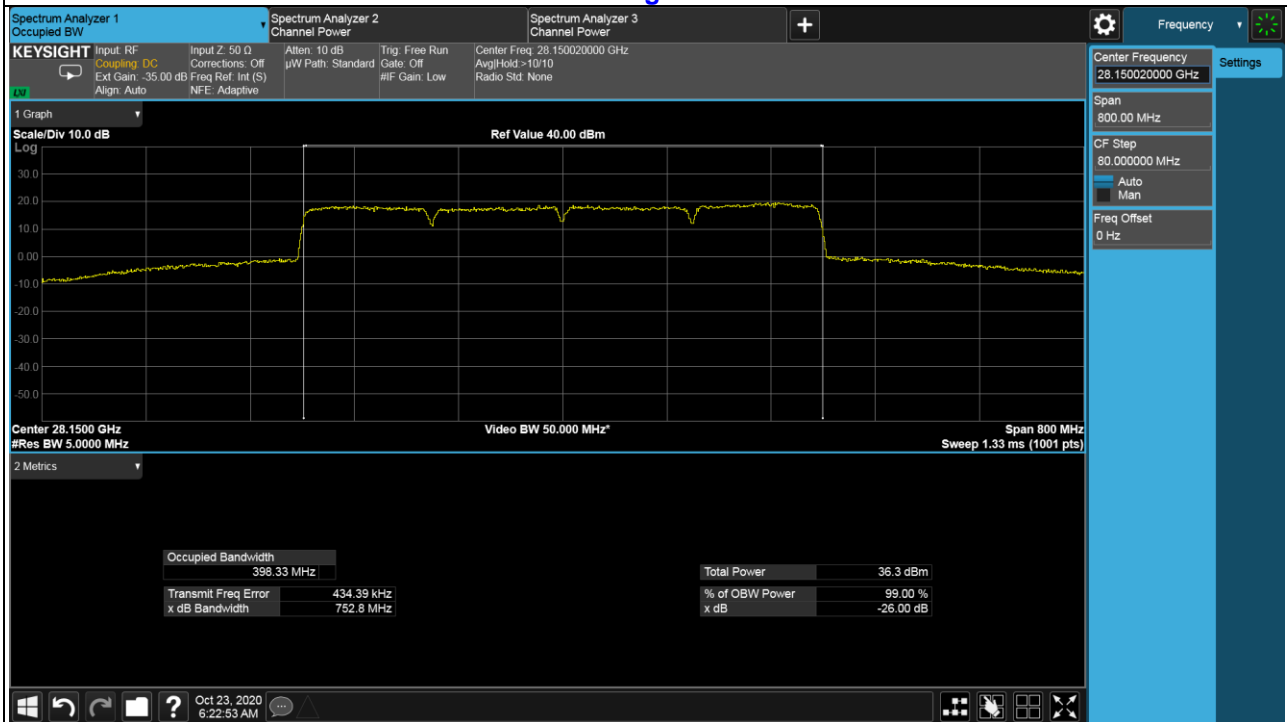 Spectrum Analyzer 1
Occupied BW
Spectrum Analyzer 2
Channel Power
Spectrum Analyzer 3
Channel Power
+
Frequency
KEYSIGHT
Input: RF
Coupling: DC
Ext Gain: -35.00 dB
Align: Auto
Input Z: 50 Ω
Corrections: Off
Freq Ref: Int (S)
NFE: Adaptive
Atten: 10 dB
µW Path: Standard
Trig: Free Run
Gate: Off
#IF Gain: Low
Center Freq: 28.150020000 GHz
Avg|Hold:>10/10
Radio Std: None
Center Frequency
28.150020000 GHz
Settings
Span
800.00 MHz
CF Step
80.000000 MHz
Auto
Man
Freq Offset
0 Hz
1 Graph
Scale/Div 10.0 dB
Ref Value 40.00 dBm
Log
30.0
20.0
10.0
0.00
-10.0
-20.0
-30.0
-40.0
-50.0
Center 28.1500 GHz
Video BW 50.000 MHz*
Span 800 MHz
#Res BW 5.0000 MHz
Sweep 1.33 ms (1001 pts)
2 Metrics
Occupied Bandwidth
398.33 MHz
Total Power 36.3 dBm
Transmit Freq Error 434.39 kHz
% of OBW Power 99.00 %
x dB Bandwidth 752.8 MHz
x dB -26.00 dB
?
Oct 23, 2020
6:22:53 AM